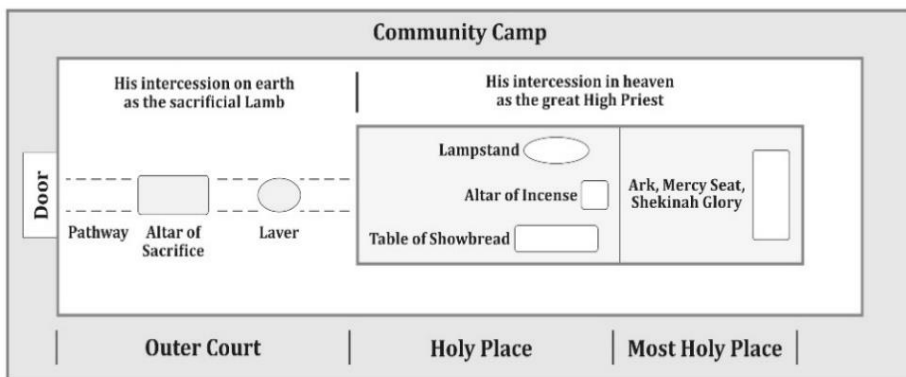 Community Camp
His intercession on earth
as the sacrificial Lamb
His intercession in heaven
as the great High Priest
Door
Pathway
Altar of
Sacrifice
Laver
Lampstand
Altar of Incense
Table of Showbread
Ark, Mercy Seat,
Shekinah Glory
Outer Court
Holy Place
Most Holy Place